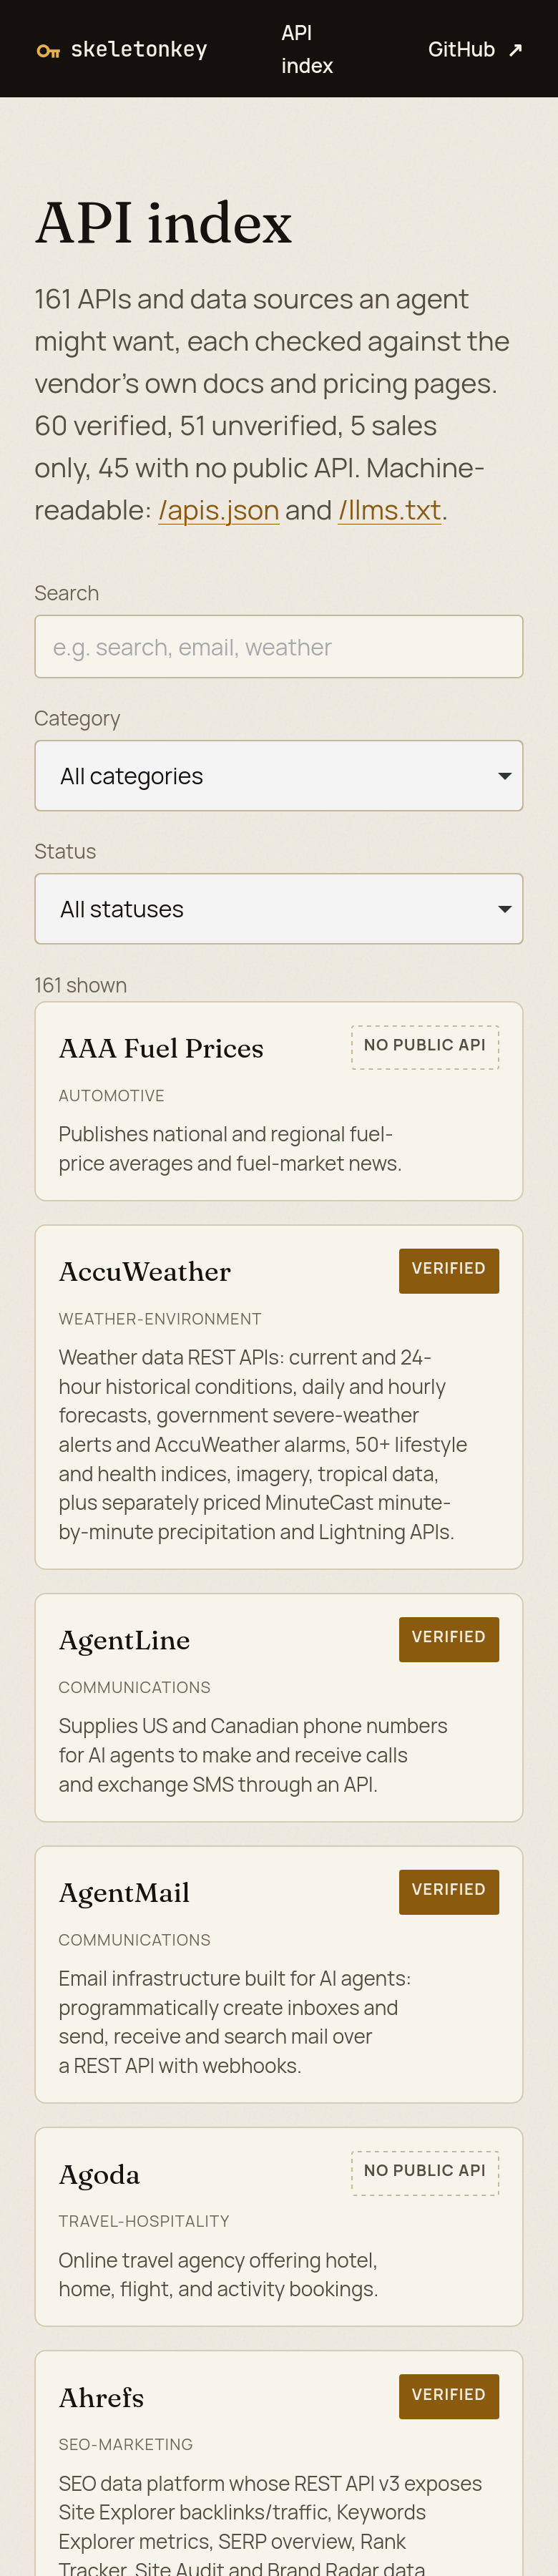 skeletonkey
API
index
GitHub ↗
API index
161 APIs and data sources an agent
might want, each checked against the
vendor’s own docs and pricing pages.
60 verified, 51 unverified, 5 sales
only, 45 with no public API. Machine-
readable: /apis.json and /llms.txt.
Search
e.g. search, email, weather
Category
All categories
Status
All statuses
161 shown
AAA Fuel Prices
NO PUBLIC API
AUTOMOTIVE
Publishes national and regional fuel-
price averages and fuel-market news.
AccuWeather
VERIFIED
WEATHER-ENVIRONMENT
Weather data REST APIs: current and 24-
hour historical conditions, daily and hourly
forecasts, government severe-weather
alerts and AccuWeather alarms, 50+ lifestyle
and health indices, imagery, tropical data,
plus separately priced MinuteCast minute-
by-minute precipitation and Lightning APIs.
AgentLine
VERIFIED
COMMUNICATIONS
Supplies US and Canadian phone numbers
for AI agents to make and receive calls
and exchange SMS through an API.
AgentMail
VERIFIED
COMMUNICATIONS
Email infrastructure built for AI agents:
programmatically create inboxes and
send, receive and search mail over
a REST API with webhooks.
Agoda
NO PUBLIC API
TRAVEL-HOSPITALITY
Online travel agency offering hotel,
home, flight, and activity bookings.
Ahrefs
VERIFIED
SEO-MARKETING
SEO data platform whose REST API v3 exposes
Site Explorer backlinks/traffic, Keywords
Explorer metrics, SERP overview, Rank
Tracker, Site Audit and Brand Radar data